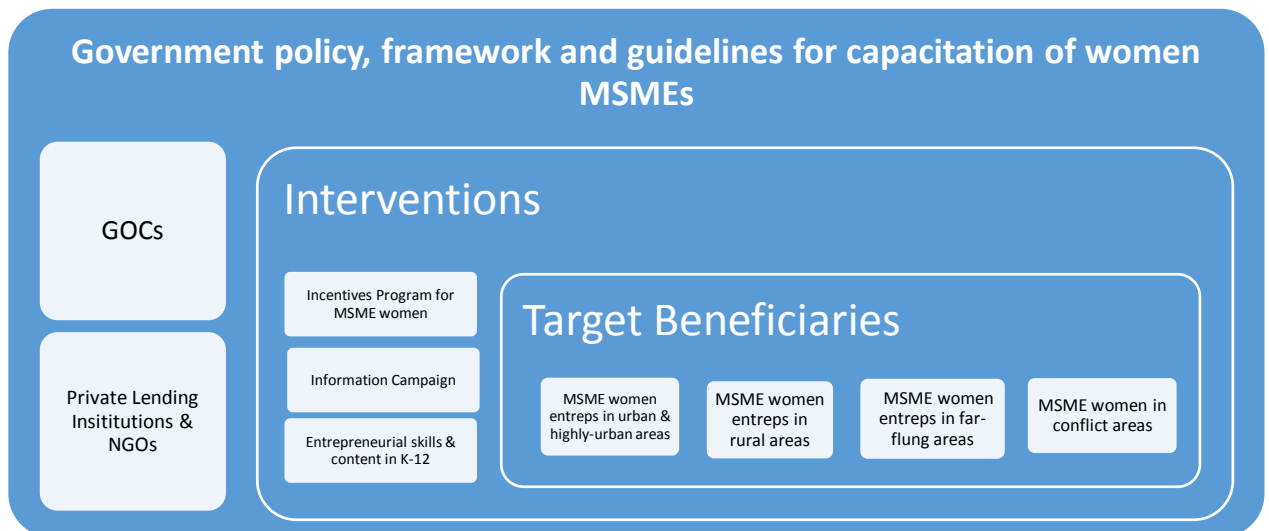 Government policy, framework and guidelines for capacitation of women
MSMEs
GOCs
Private Lending
Insititutions &
NGOs
Interventions
Incentives Program for
MSME women
Information Campaign
Entrepreneurial skills &
content in K-12
Target Beneficiaries
MSME women
entreps in urban &
highly-urban areas
MSME women
entreps in
rural areas
MSME women
entreps in far-
flung areas
MSME women in
conflict areas